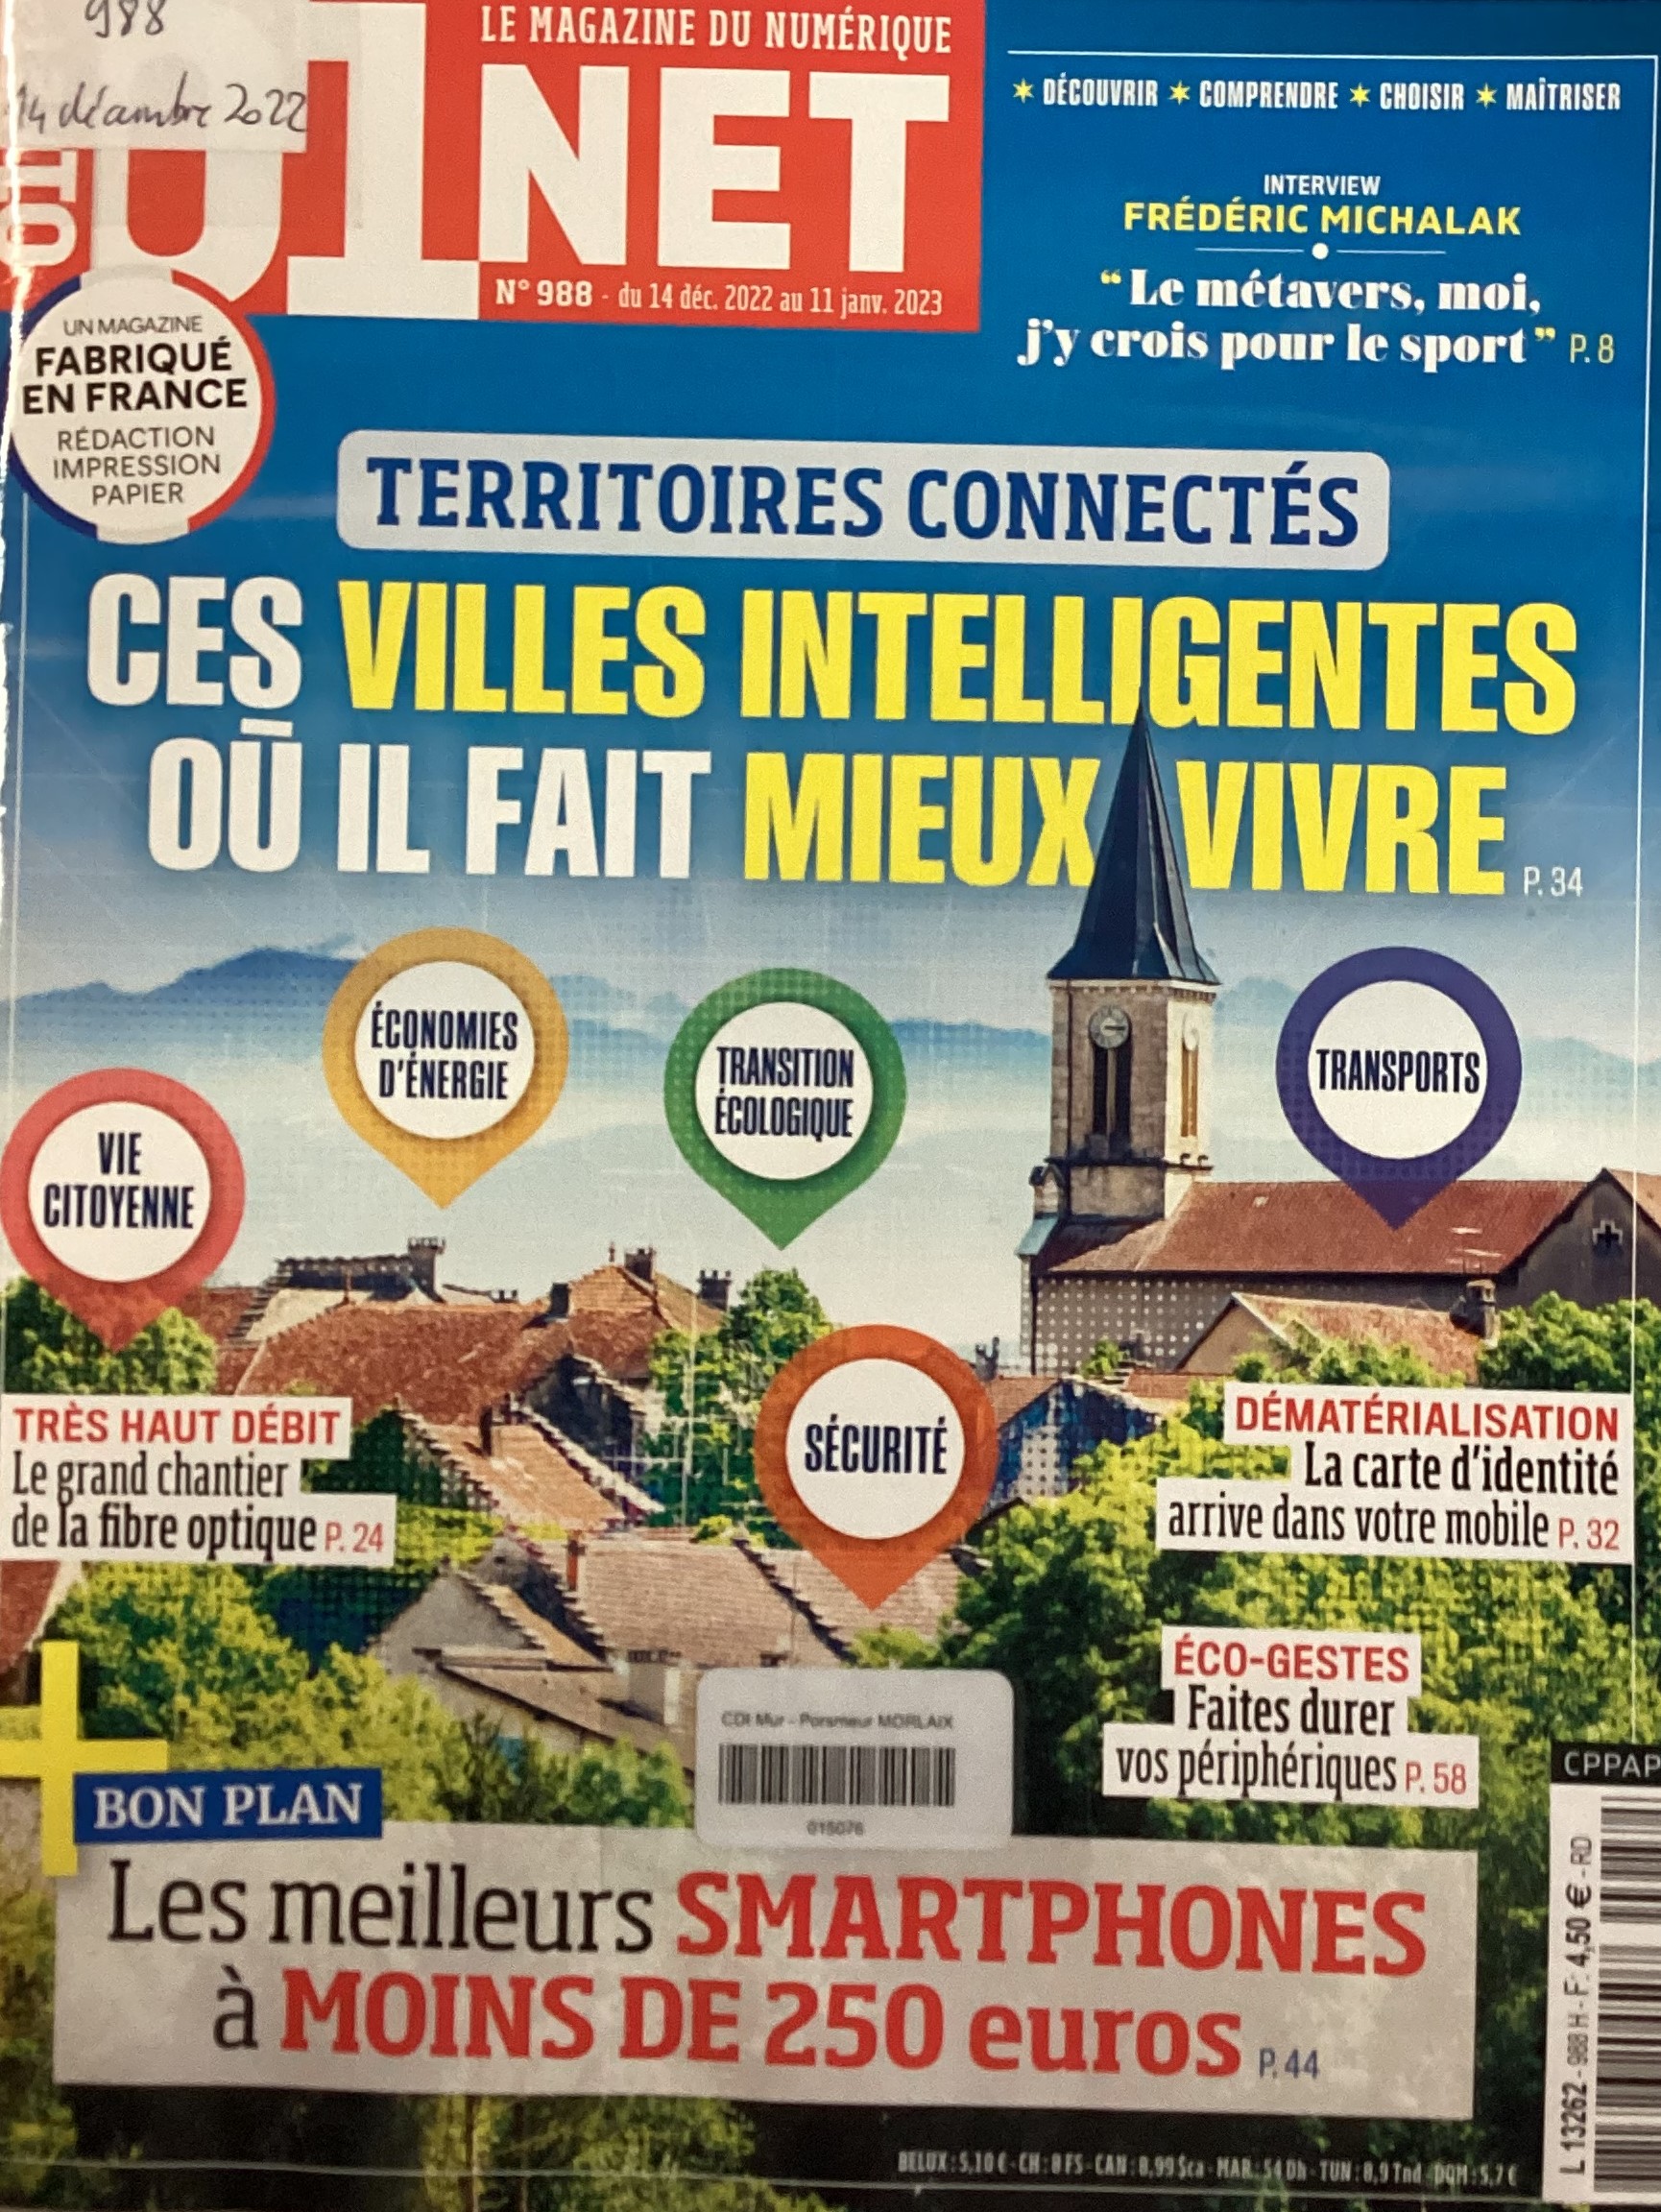 988
14 décembre 2022
LE MAGAZINE DU NUMÉRIQUE
01NET
N° 988 - du 14 déc. 2022 au 11 janv. 2023
✶ DÉCOUVRIR ✶ COMPRENDRE ✶ CHOISIR ✶ MAÎTRISER
INTERVIEW
FRÉDÉRIC MICHALAK
“Le métavers, moi,
j’y crois pour le sport” P. 8
UN MAGAZINE
FABRIQUÉ
EN FRANCE
RÉDACTION
IMPRESSION
PAPIER
TERRITOIRES CONNECTÉS
CES VILLES INTELLIGENTES
OÙ IL FAIT MIEUX VIVRE P. 34
ÉCONOMIES
D’ÉNERGIE
TRANSITION
ÉCOLOGIQUE
TRANSPORTS
VIE
CITOYENNE
SÉCURITÉ
TRÈS HAUT DÉBIT
Le grand chantier
de la fibre optique P. 24
DÉMATÉRIALISATION
La carte d’identité
arrive dans votre mobile P. 32
ÉCO-GESTES
Faites durer
vos périphériques P. 58
CDI Mur - Porsmeur MORLAIX
015076
BON PLAN
Les meilleurs SMARTPHONES
à MOINS DE 250 euros P. 44
CPPAP
L 13262 - 988 H - F: 4,50 € - RD
BELUX : 5,10 € - CH : 8 FS - CAN : 8,99 $ca - MAR : 54 Dh - TUN : 8,9 Tnd - DOM : 5,7 €